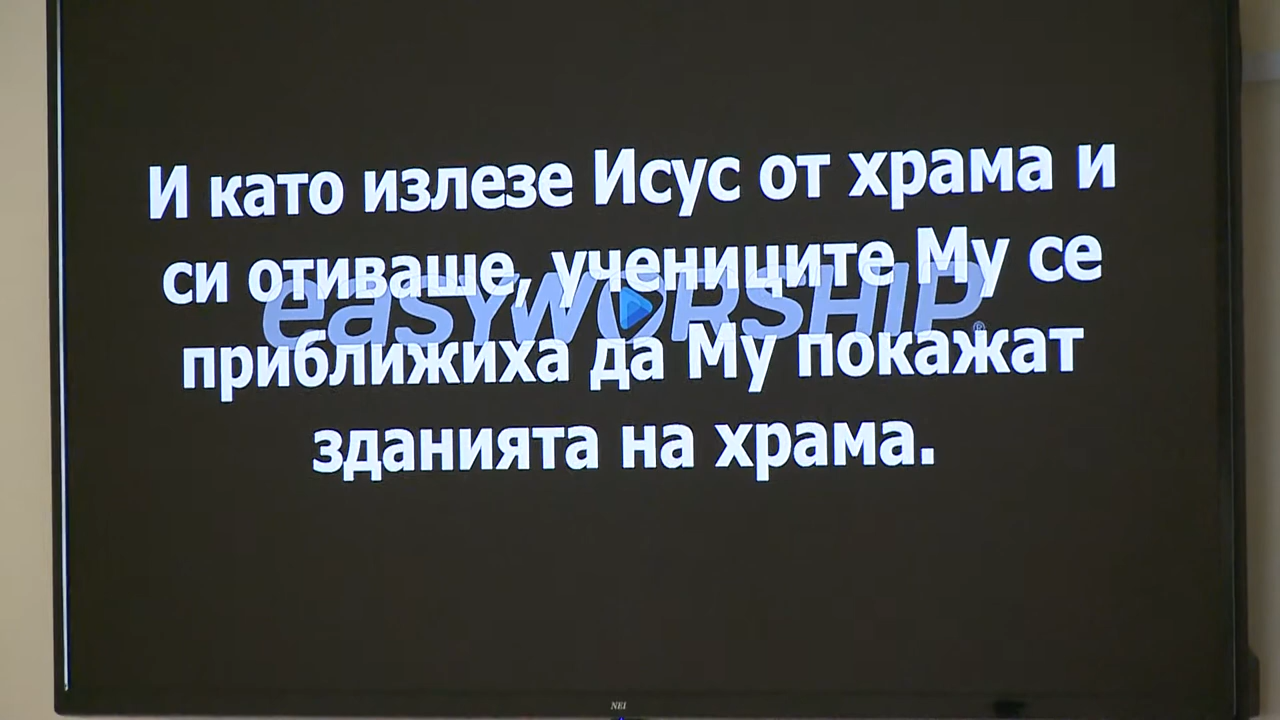 И като излезе Исус от храма и
си отиваше, учениците Му се
easyWORSHIP®
приближиха да Му покажат
зданията на храма.
NEI